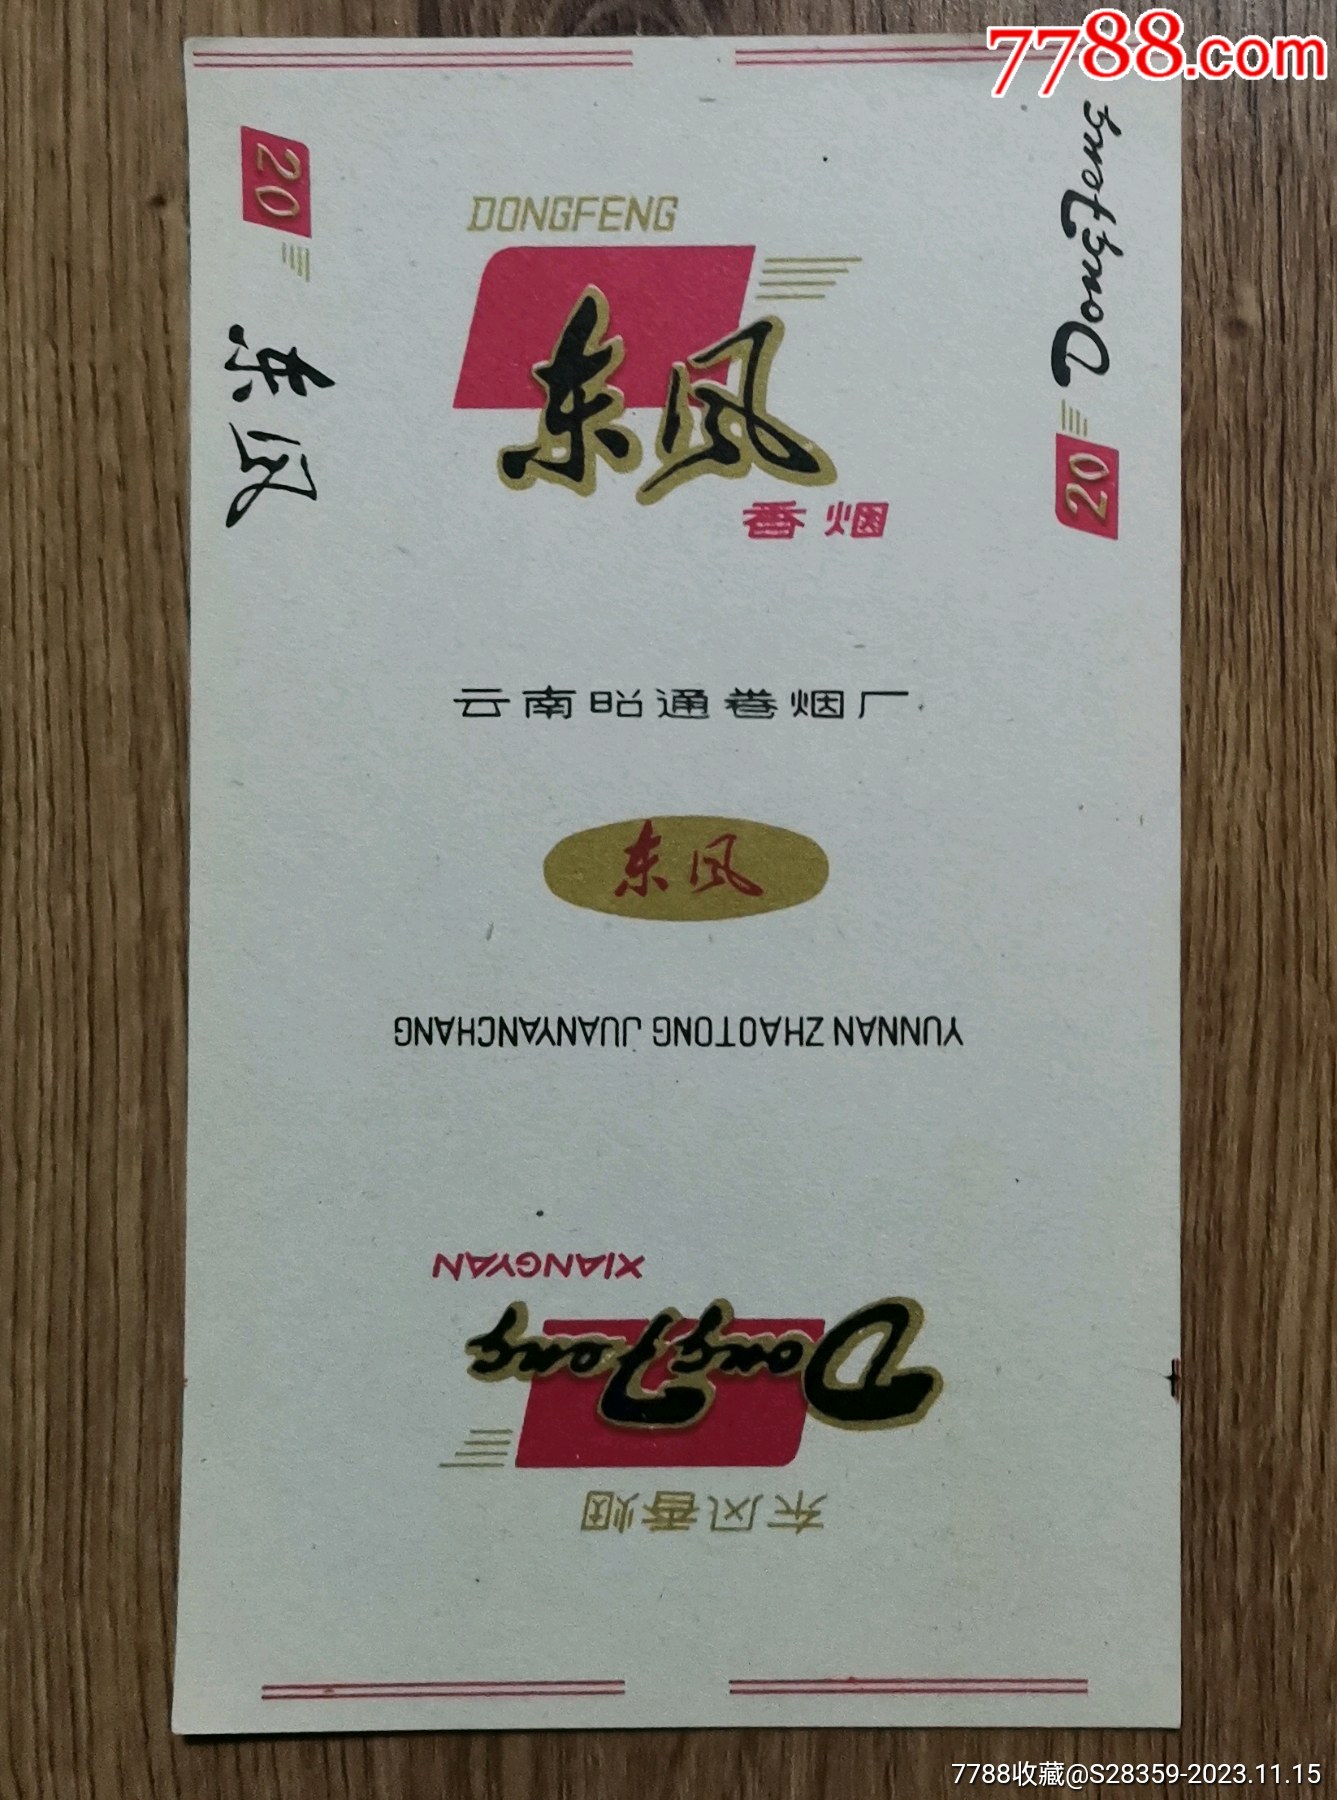 7788.com
DONGFENG
20
东风
东风
香烟
DongFeng
20
云南昭通卷烟厂
东风
YUNNAN ZHAOTONG JUANYANCHANG
XIANGYAN
DongFeng
东风香烟
7788收藏@S28359-2023.11.15